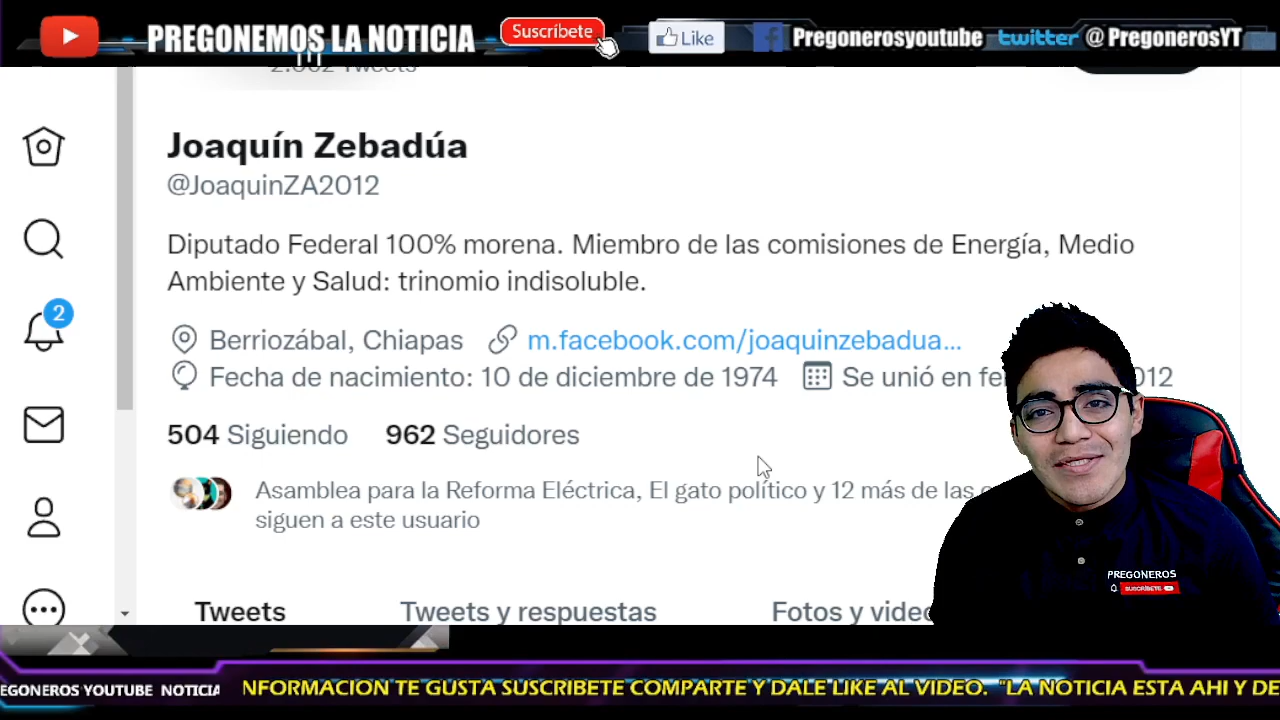 PREGONEMOS LA NOTICIA
Suscríbete
Like
Pregonerosyoutube
twitter @PregonerosYT
Tweets
Joaquín Zebadúa
@JoaquinZA2012
Diputado Federal 100% morena. Miembro de las comisiones de Energía, Medio
Ambiente y Salud: trinomio indisoluble.
2
Berriozábal, Chiapas m.facebook.com/joaquinzebadua...
Fecha de nacimiento: 10 de diciembre de 1974 Se unió en
504 Siguiendo 962 Seguidores
Asamblea para la Reforma Eléctrica, El gato político y 12 más de las
siguen a este usuario
PREGONEROS
SUSCRÍBETE
Tweets Tweets y respuestas Fotos y
EGONEROS YOUTUBE NOTICIA
NFORMACION TE GUSTA SUSCRIBETE COMPARTE Y DALE LIKE AL VIDEO. "LA NOTICIA ESTA AHI Y DE